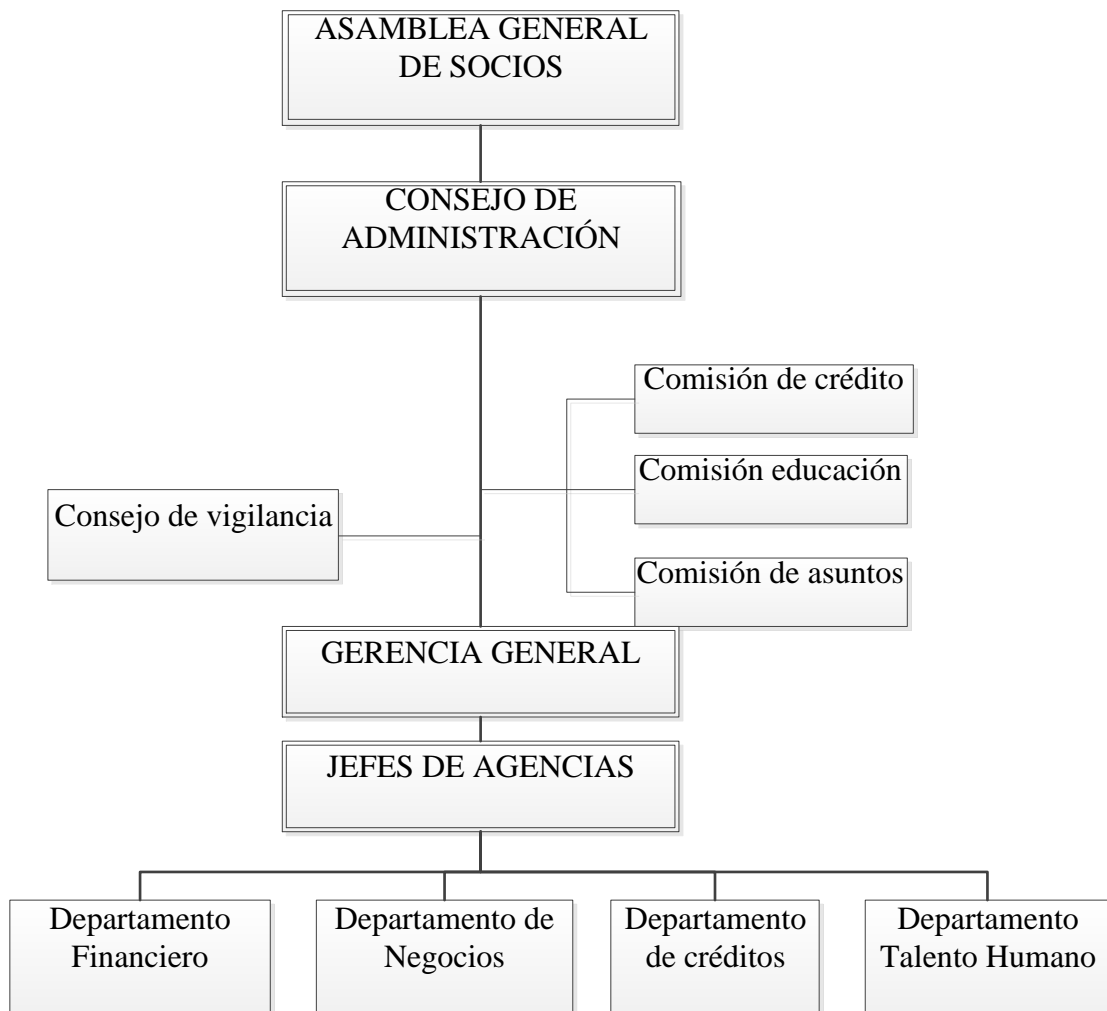 ASAMBLEA GENERAL
DE SOCIOS
CONSEJO DE
ADMINISTRACIÓN
Comisión de crédito
Comisión educación
Consejo de vigilancia
Comisión de asuntos
GERENCIA GENERAL
JEFES DE AGENCIAS
Departamento
Financiero
Departamento de
Negocios
Departamento
de créditos
Departamento
Talento Humano